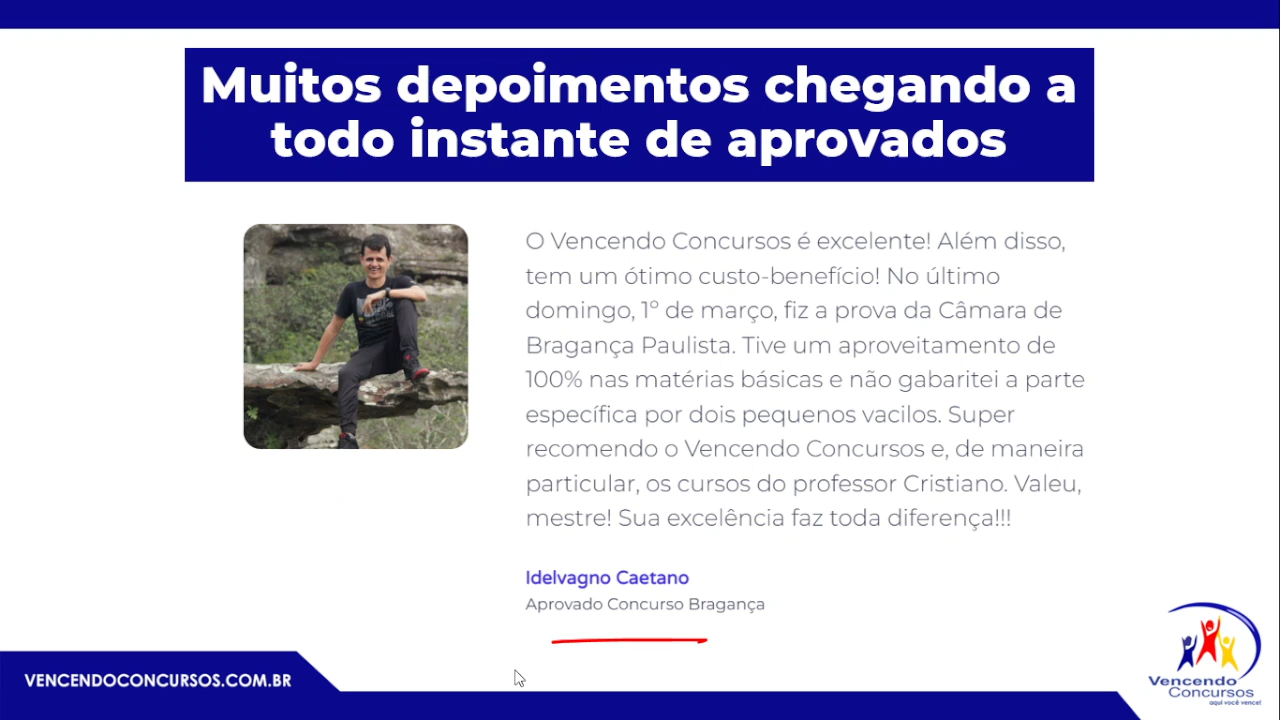 Muitos depoimentos chegando a
todo instante de aprovados
O Vencendo Concursos é excelente! Além disso,
tem um ótimo custo-benefício! No último
domingo, 1º de março, fiz a prova da Câmara de
Bragança Paulista. Tive um aproveitamento de
100% nas matérias básicas e não gabaritei a parte
específica por dois pequenos vacilos. Super
recomendo o Vencendo Concursos e, de maneira
particular, os cursos do professor Cristiano. Valeu,
mestre! Sua excelência faz toda diferença!!!
Idelvagno Caetano
Aprovado Concurso Bragança
VENCENDOCONCURSOS.COM.BR
Vencendo
Concursos
aqui você vence!